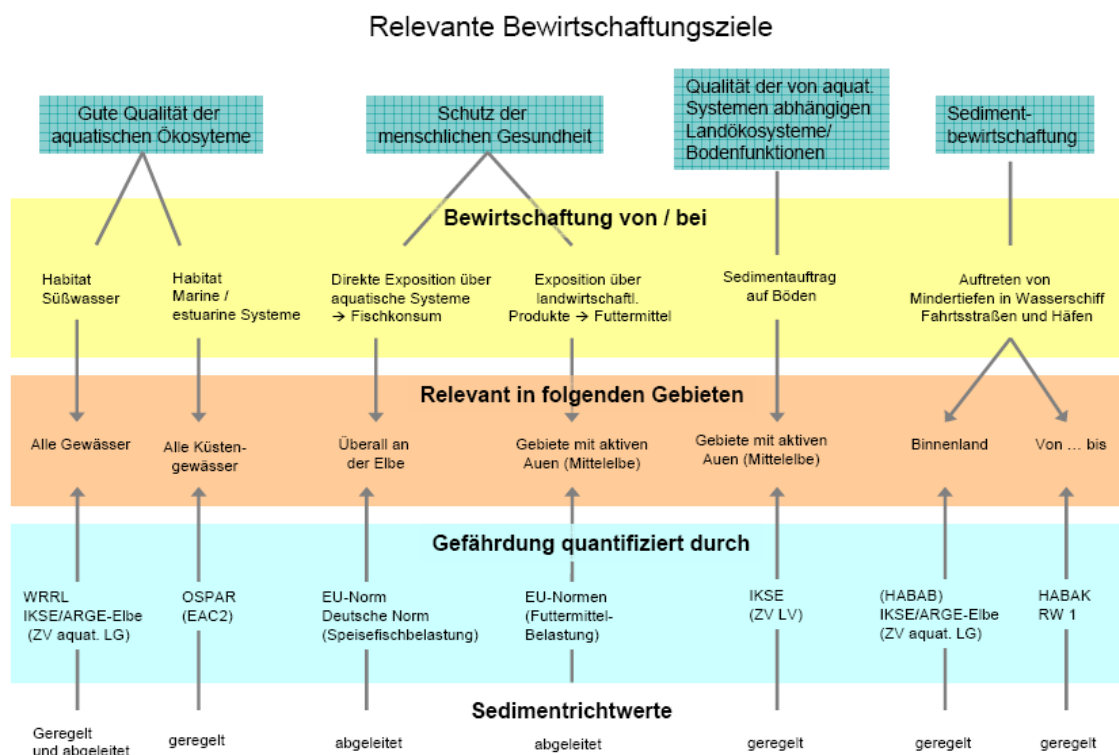 Relevante Bewirtschaftungsziele
Gute Qualität der
aquatischen Ökosyteme
Schutz der
menschlichen Gesundheit
Qualität der von aquat.
Systemen abhängigen
Landökosysteme/
Bodenfunktionen
Sediment-
bewirtschaftung
Bewirtschaftung von / bei
Habitat
Süßwasser
Habitat
Marine /
estuarine Systeme
Direkte Exposition über
aquatische Systeme
→ Fischkonsum
Exposition über
landwirtschaftl.
Produkte → Futtermittel
Sedimentauftrag
auf Böden
Auftreten von
Mindertiefen in Wasserschiff
Fahrtsstraßen und Häfen
Relevant in folgenden Gebieten
Alle Gewässer
Alle Küsten-
gewässer
Überall an
der Elbe
Gebiete mit aktiven
Auen (Mittelelbe)
Gebiete mit aktiven
Auen (Mittelelbe)
Binnenland
Von ... bis
Gefährdung quantifiziert durch
WRRL
IKSE/ARGE-Elbe
(ZV aquat. LG)
OSPAR
(EAC2)
EU-Norm
Deutsche Norm
(Speisefischbelastung)
EU-Normen
(Futtermittel-
Belastung)
IKSE
(ZV LV)
(HABAB)
IKSE/ARGE-Elbe
(ZV aquat. LG)
HABAK
RW 1
Sedimentrichtwerte
Geregelt
und abgeleitet
geregelt
abgeleitet
abgeleitet
geregelt
geregelt
geregelt